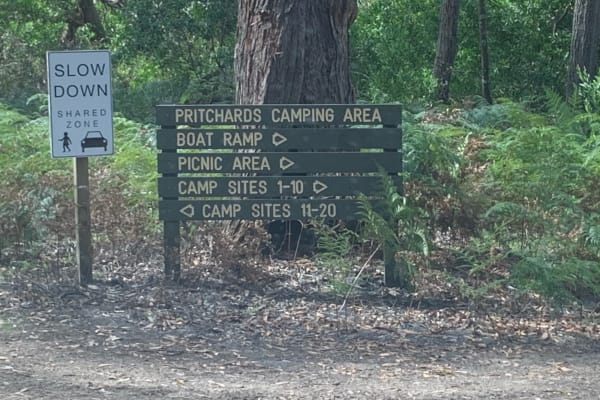 SLOW
DOWN
SHARED
ZONE
PRITCHARDS CAMPING AREA
BOAT RAMP
PICNIC AREA
CAMP SITES 1-10
CAMP SITES 11-20